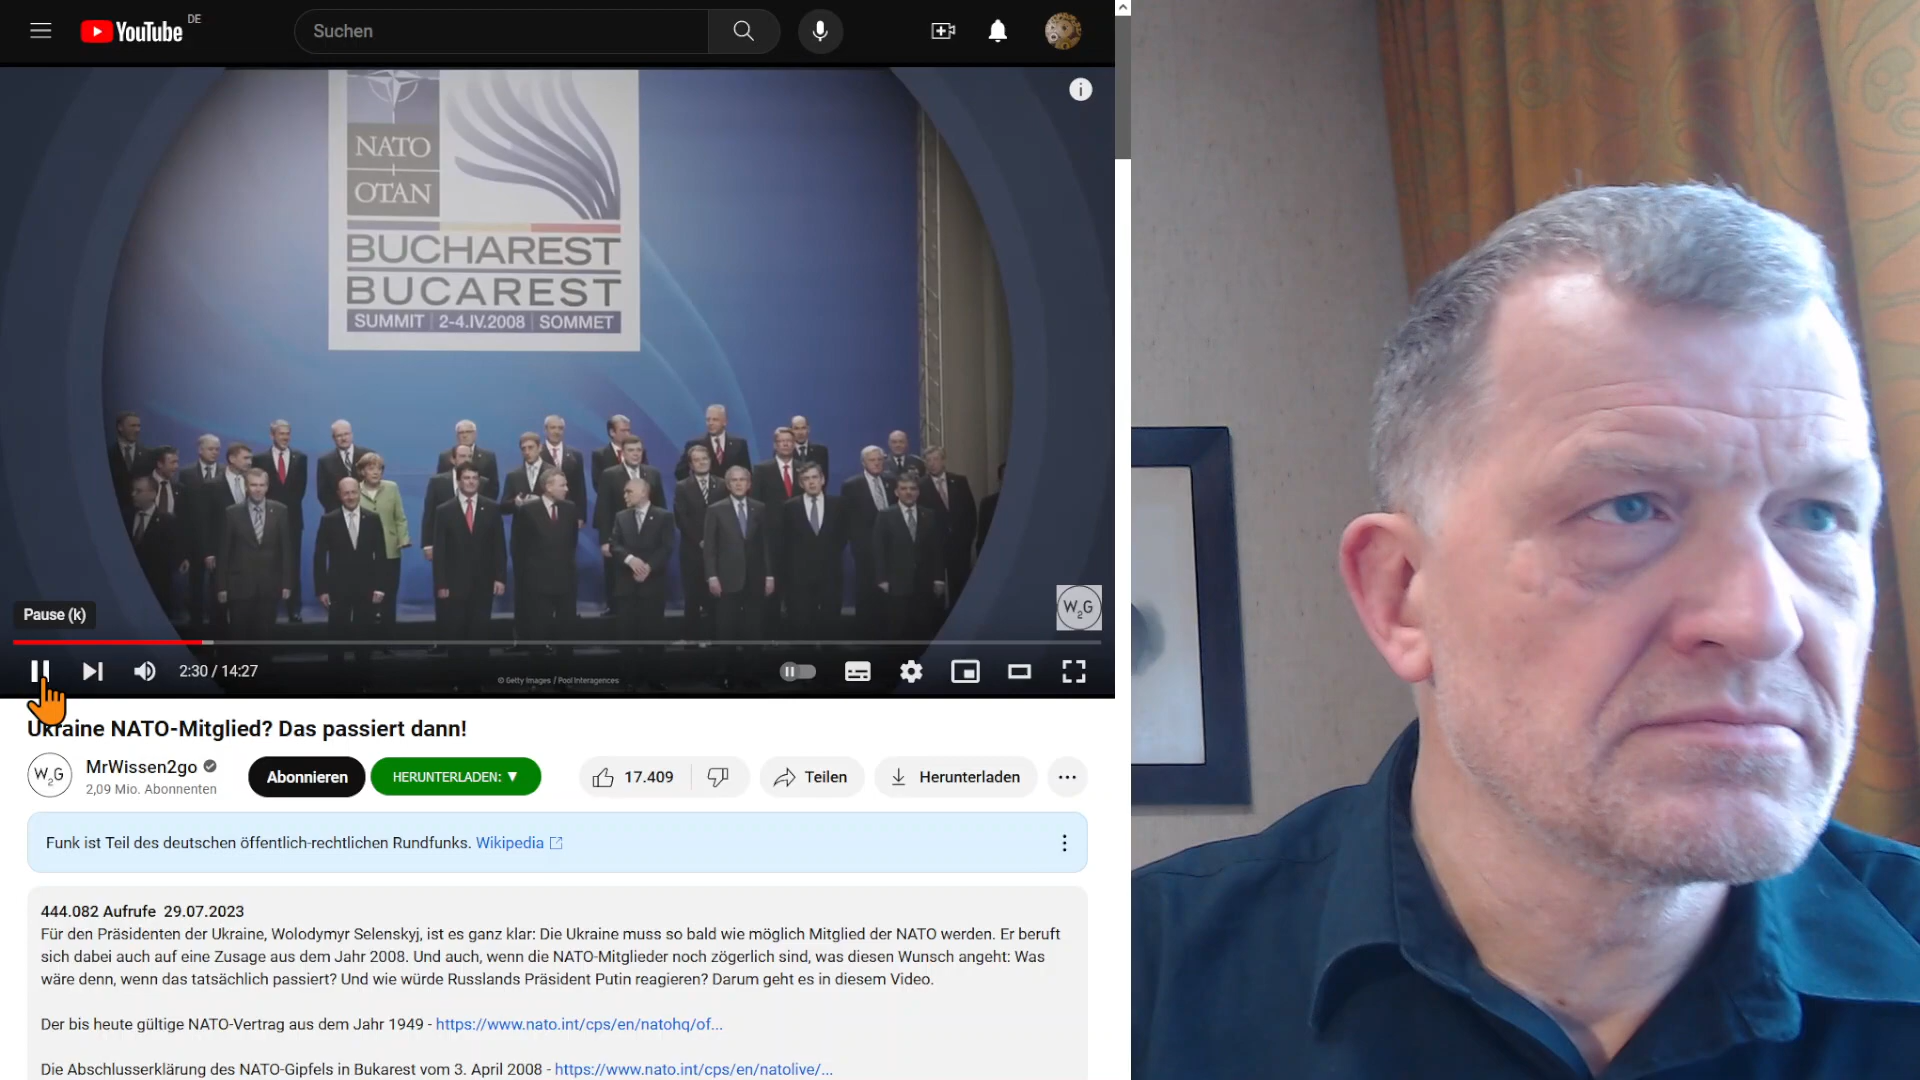 YouTube DE
Suchen
NATO
OTAN
BUCHAREST
BUCAREST
SUMMIT 2-4.IV.2008 SOMMET
W2G
Pause (k)
2:30 / 14:27
© Getty Images / Pool Interagences
Ukraine NATO-Mitglied? Das passiert dann!
W2G
MrWissen2go
2,09 Mio. Abonnenten
Abonnieren
HERUNTERLADEN: ▼
17.409
Teilen
Herunterladen
Funk ist Teil des deutschen öffentlich-rechtlichen Rundfunks. Wikipedia
444.082 Aufrufe 29.07.2023
Für den Präsidenten der Ukraine, Wolodymyr Selenskyj, ist es ganz klar: Die Ukraine muss so bald wie möglich Mitglied der NATO werden. Er beruft
sich dabei auch auf eine Zusage aus dem Jahr 2008. Und auch, wenn die NATO-Mitglieder noch zögerlich sind, was diesen Wunsch angeht: Was
wäre denn, wenn das tatsächlich passiert? Und wie würde Russlands Präsident Putin reagieren? Darum geht es in diesem Video.
Der bis heute gültige NATO-Vertrag aus dem Jahr 1949 - https://www.nato.int/cps/en/natohq/of...
Die Abschlusserklärung des NATO-Gipfels in Bukarest vom 3. April 2008 - https://www.nato.int/cps/en/natolive/...